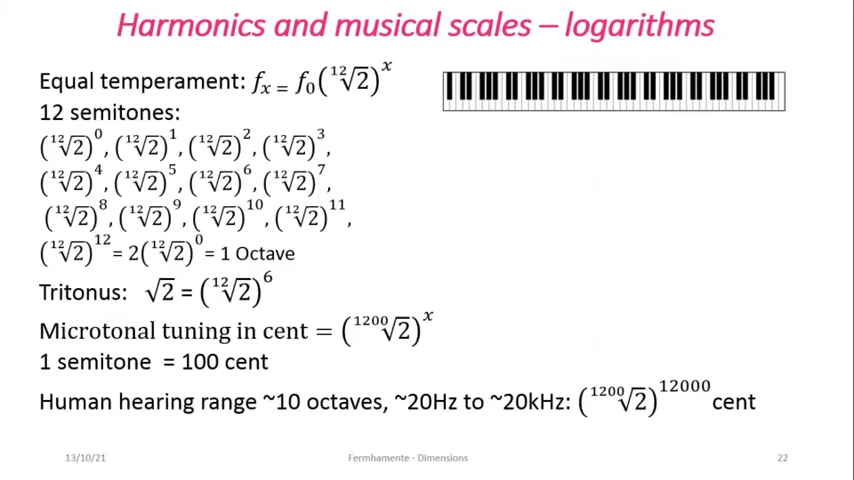 Harmonics and musical scales – logarithms
Equal temperament: fₓ = f₀(¹²√2)ˣ
12 semitones:
(¹²√2)⁰, (¹²√2)¹, (¹²√2)², (¹²√2)³,
(¹²√2)⁴, (¹²√2)⁵, (¹²√2)⁶, (¹²√2)⁷,
(¹²√2)⁸, (¹²√2)⁹, (¹²√2)¹⁰, (¹²√2)¹¹,
(¹²√2)¹² = 2(¹²√2)⁰ = 1 Octave
Tritonus: √2 = (¹²√2)⁶
Microtonal tuning in cent = (¹²⁰⁰√2)ˣ
1 semitone = 100 cent
Human hearing range ~10 octaves, ~20Hz to ~20kHz: (¹²⁰⁰√2)¹²⁰⁰⁰ cent
13/10/21
Fermhamente - Dimensions
22